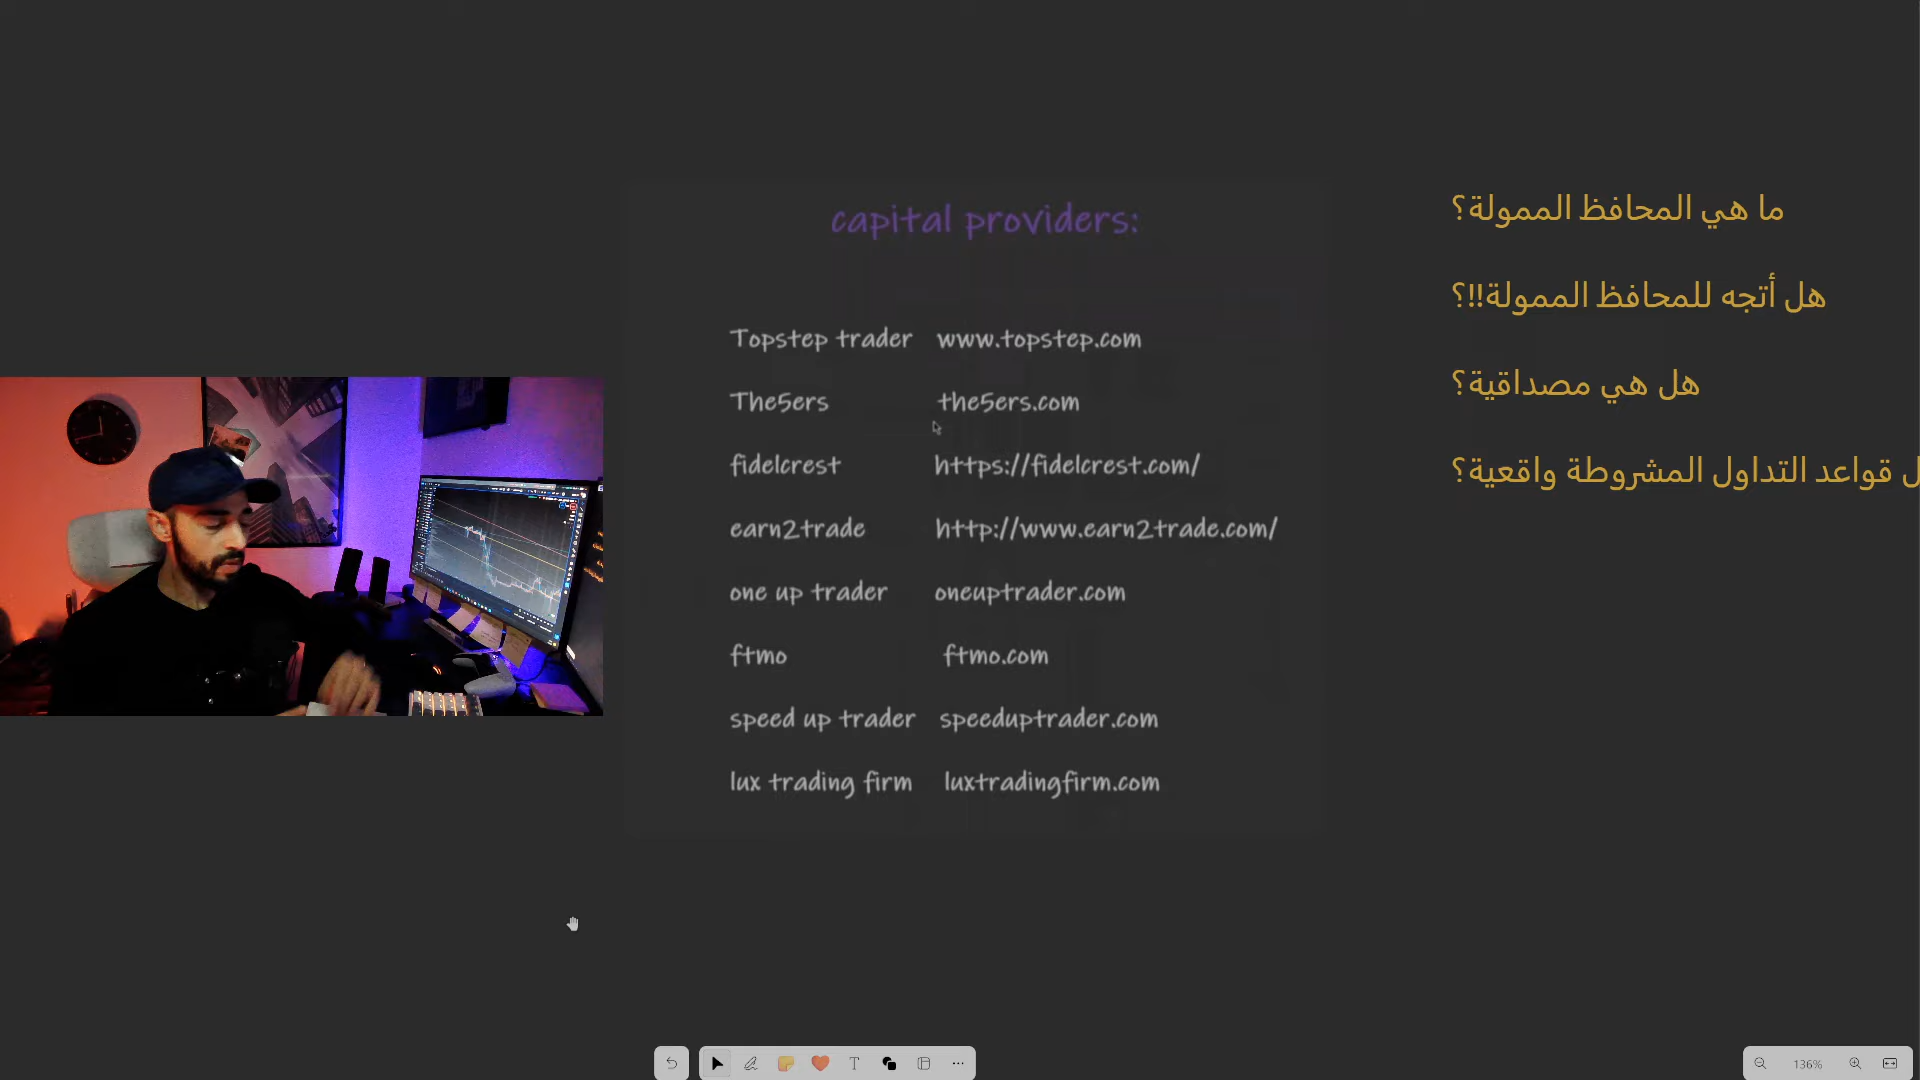 capital providers:
Topstep trader www.topstep.com
The5ers the5ers.com
fidelcrest https://fidelcrest.com/
earn2trade http://www.earn2trade.com/
one up trader oneuptrader.com
ftmo ftmo.com
speed up trader speeduptrader.com
lux trading firm luxtradingfirm.com
ما هي المحافظ الممولة؟
هل أتجه للمحافظ الممولة!!؟
هل هي مصداقية؟
ل قواعد التداول المشروطة واقعية؟
136%